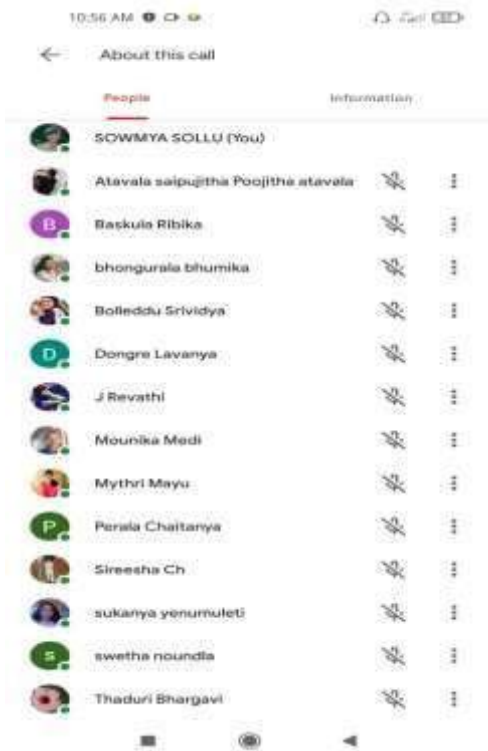 10:56 AM
About this call
People
Information
SOWMYA SOLLU (You)
Atavala saipujitha Poojitha atavala
B
Baskula Ribika
bhongurala bhumika
Bolleddu Srividya
D
Dongre Lavanya
J Revathi
Mounika Medi
Mythri Mayu
P
Perala Chaitanya
Sireesha Ch
sukanya yenumuleti
s
swetha noundla
Thaduri Bhargavi